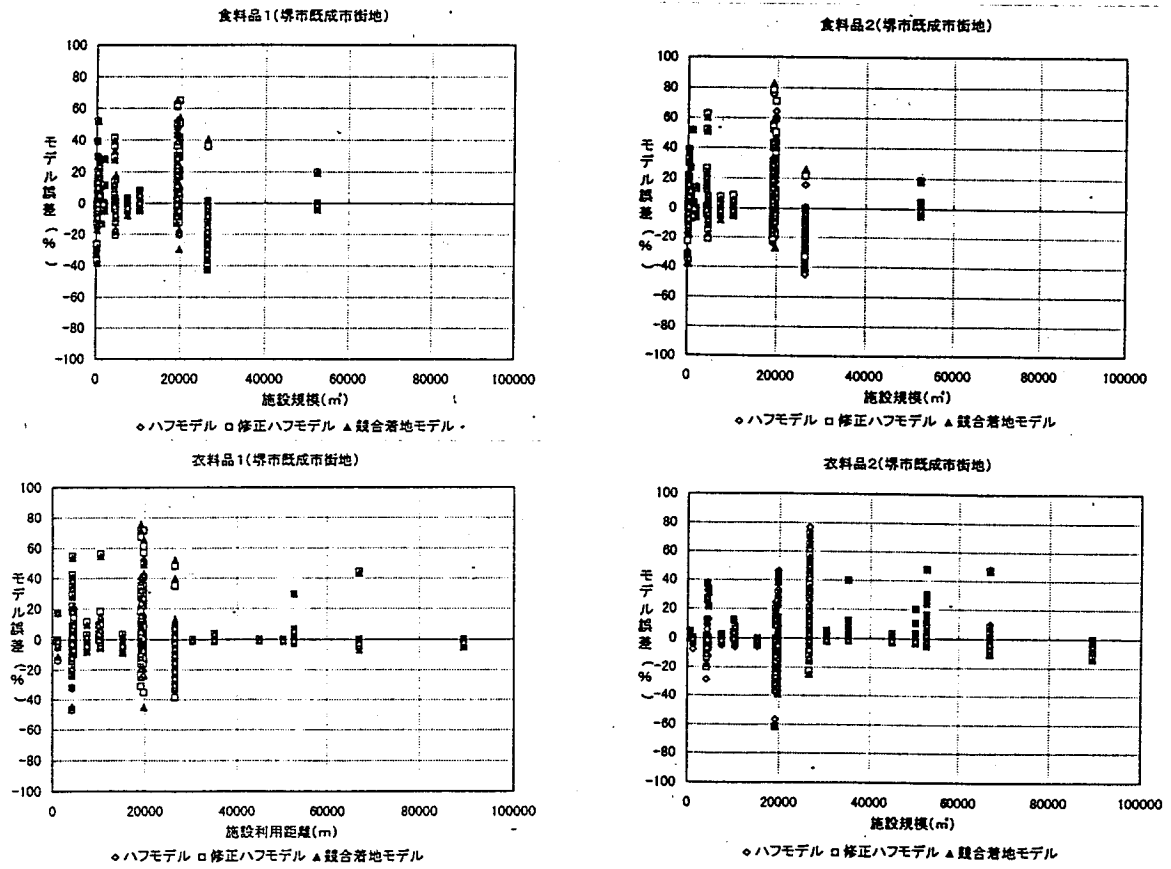 食料品1(堺市既成市街地)
100
80
60
40
20
0
-20
-40
-60
-80
-100
モデル誤差(%)
0 20000 40000 60000 80000 100000
施設規模(㎡)
◇ ハフモデル □ 修正ハフモデル ▲ 競合着地モデル
食料品2(堺市既成市街地)
100
80
60
40
20
0
-20
-40
-60
-80
-100
モデル誤差(%)
0 20000 40000 60000 80000 100000
施設規模(㎡)
◇ ハフモデル □ 修正ハフモデル ▲ 競合着地モデル
衣料品1(堺市既成市街地)
100
80
60
40
20
0
-20
-40
-60
-80
-100
モデル誤差(%)
0 20000 40000 60000 80000 100000
施設利用距離(m)
◇ ハフモデル □ 修正ハフモデル ▲ 競合着地モデル
衣料品2(堺市既成市街地)
100
80
60
40
20
0
-20
-40
-60
-80
-100
モデル誤差(%)
0 20000 40000 60000 80000 100000
施設規模(㎡)
◇ ハフモデル □ 修正ハフモデル ▲ 競合着地モデル